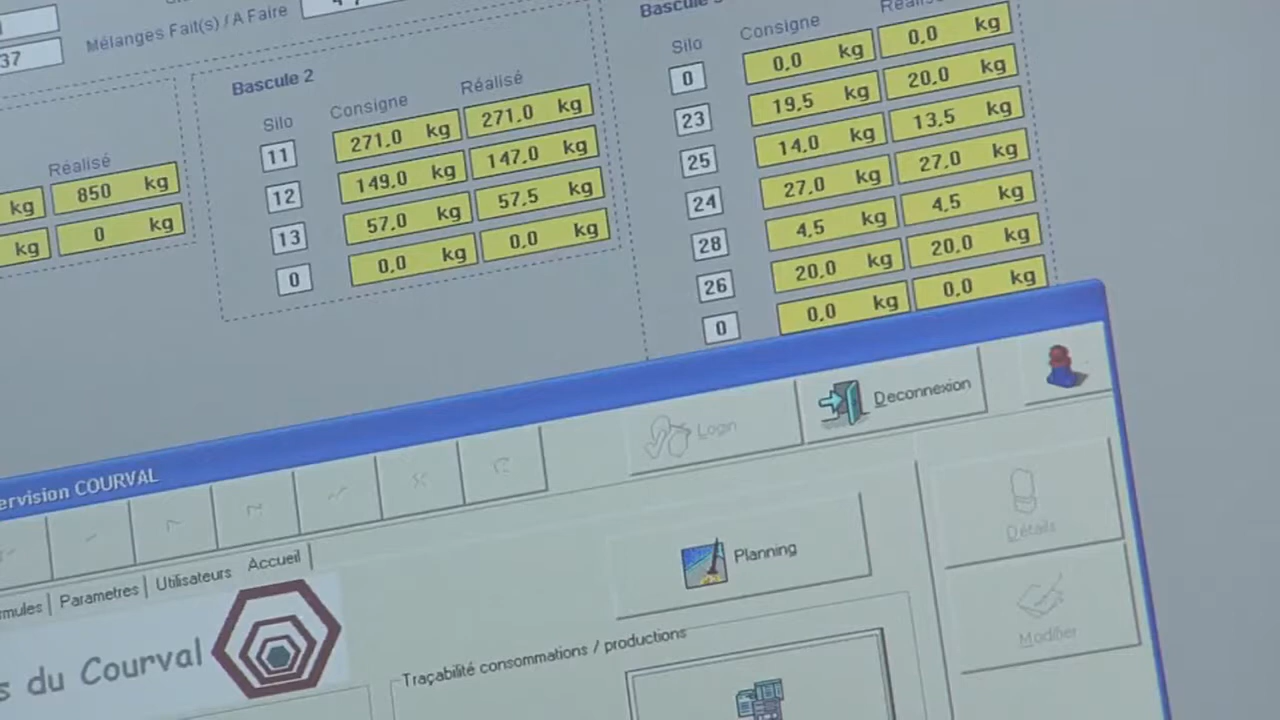 37
Mélanges Fait(s) / A Faire
Réalisé
kg 850 kg
kg 0 kg
Bascule 2
Silo Consigne Réalisé
11 271,0 kg 271,0 kg
12 149,0 kg 147,0 kg
13 57,0 kg 57,5 kg
0 0,0 kg 0,0 kg
Bascule
Silo Consigne
0 0,0 kg 0,0 kg
23 19,5 kg 20,0 kg
25 14,0 kg 13,5 kg
24 27,0 kg 27,0 kg
28 4,5 kg 4,5 kg
26 20,0 kg 20,0 kg
0 0,0 kg 0,0 kg
ervision COURVAL
Login
Deconnexion
mules Parametres Utilisateurs Accueil
s du Courval
Planning
Traçabilité consommations / productions
Détails
Modifier